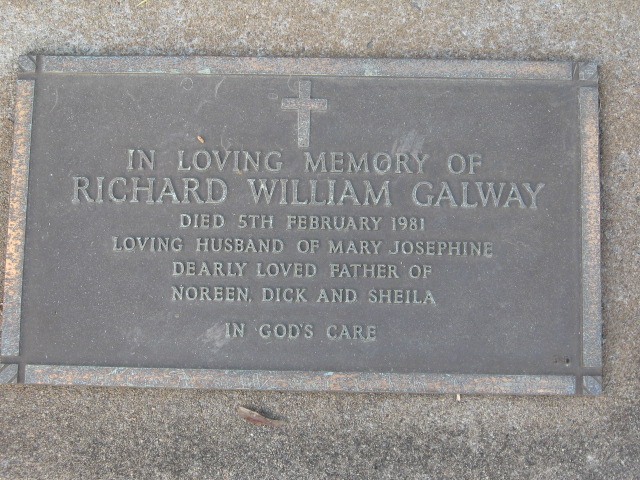 IN LOVING MEMORY OF
RICHARD WILLIAM GALWAY
DIED 5TH FEBRUARY 1981
LOVING HUSBAND OF MARY JOSEPHINE
DEARLY LOVED FATHER OF
NOREEN, DICK AND SHEILA
IN GOD'S CARE